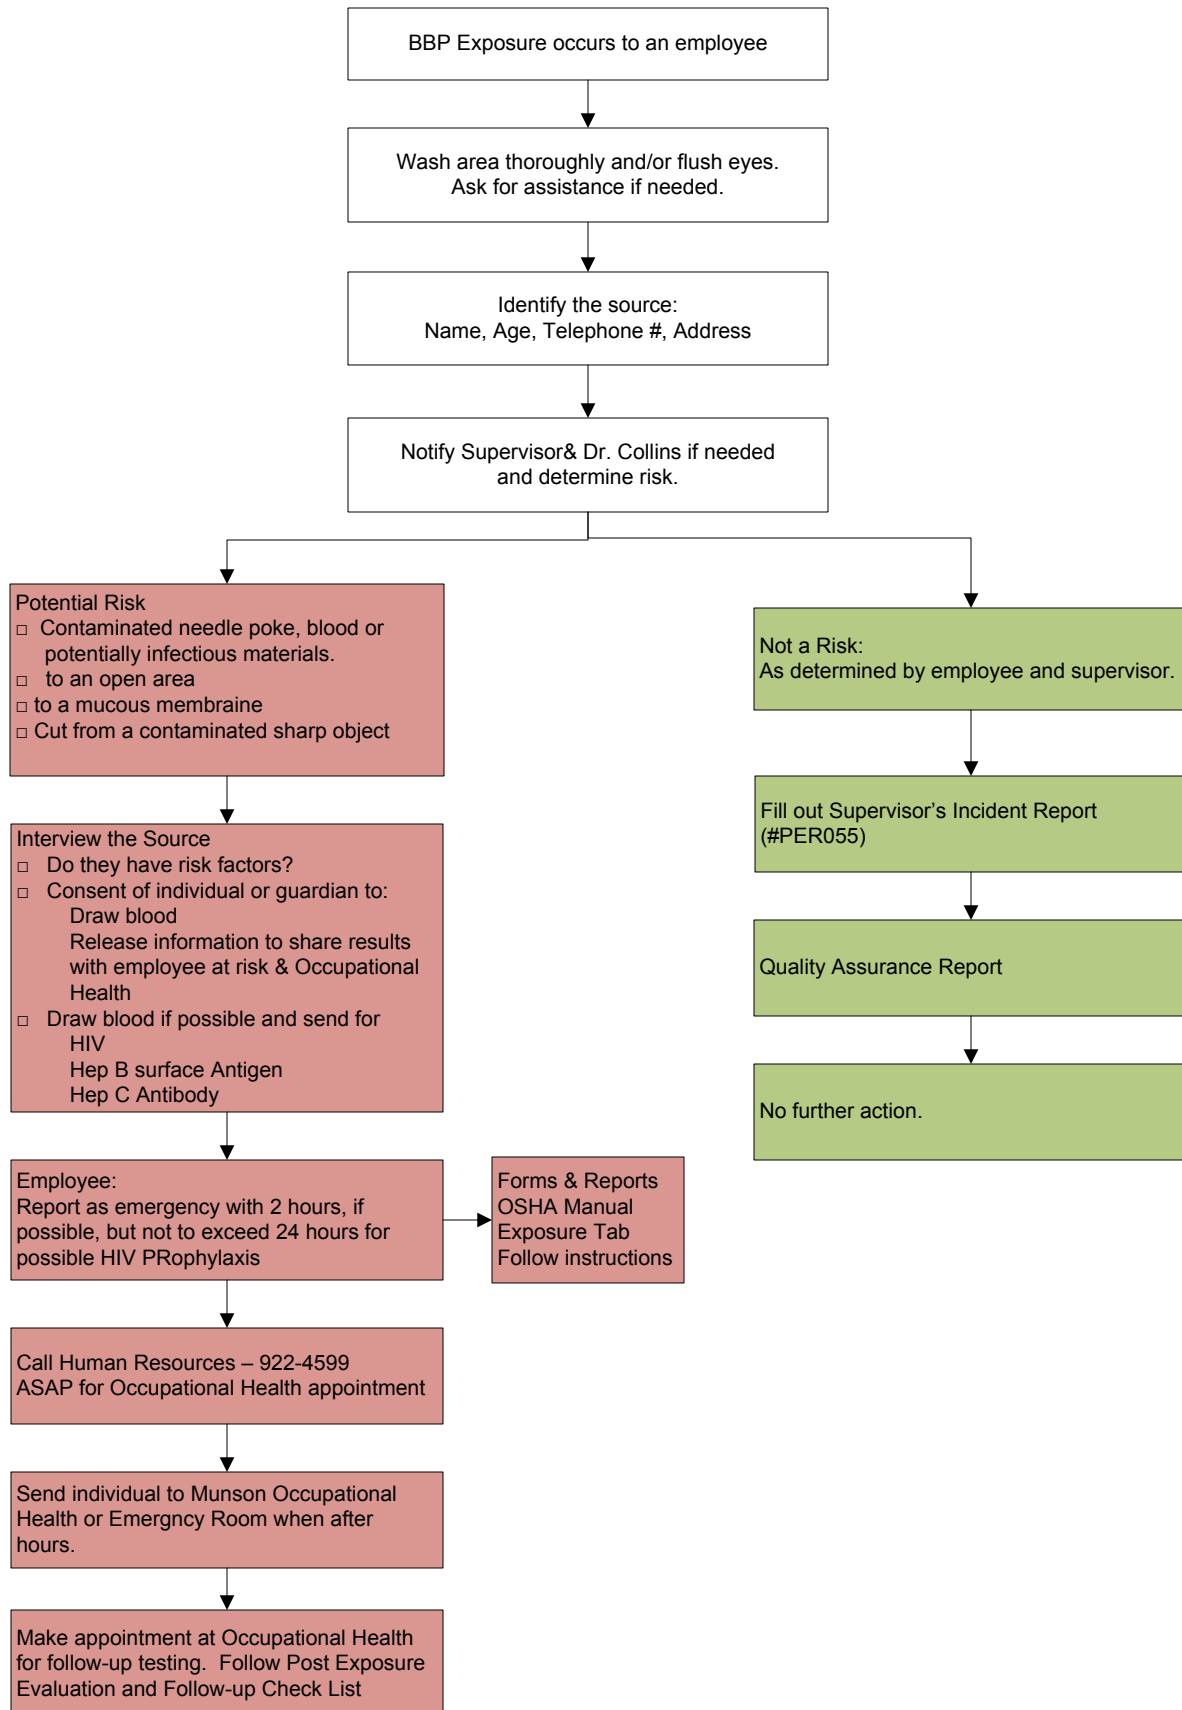 BBP Exposure occurs to an employee
Wash area thoroughly and/or flush eyes.
Ask for assistance if needed.
Identify the source:
Name, Age, Telephone #, Address
Notify Supervisor& Dr. Collins if needed
and determine risk.
Potential Risk
□ Contaminated needle poke, blood or
potentially infectious materials.
□ to an open area
□ to a mucous membraine
□ Cut from a contaminated sharp object
Interview the Source
□ Do they have risk factors?
□ Consent of individual or guardian to:
Draw blood
Release information to share results
with employee at risk & Occupational
Health
□ Draw blood if possible and send for
HIV
Hep B surface Antigen
Hep C Antibody
Employee:
Report as emergency with 2 hours, if
possible, but not to exceed 24 hours for
possible HIV PRophylaxis
Forms & Reports
OSHA Manual
Exposure Tab
Follow instructions
Call Human Resources – 922-4599
ASAP for Occupational Health appointment
Send individual to Munson Occupational
Health or Emergncy Room when after
hours.
Make appointment at Occupational Health
for follow-up testing. Follow Post Exposure
Evaluation and Follow-up Check List
Not a Risk:
As determined by employee and supervisor.
Fill out Supervisor's Incident Report
(#PER055)
Quality Assurance Report
No further action.